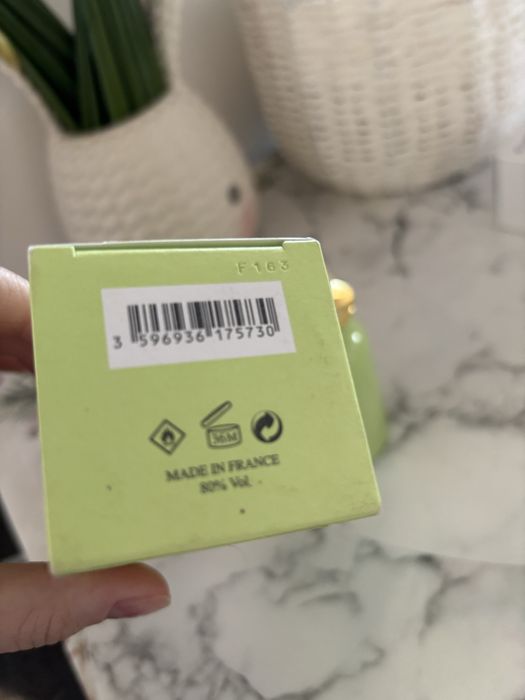 F163
3 596936 175730
36M
MADE IN FRANCE
80% Vol.